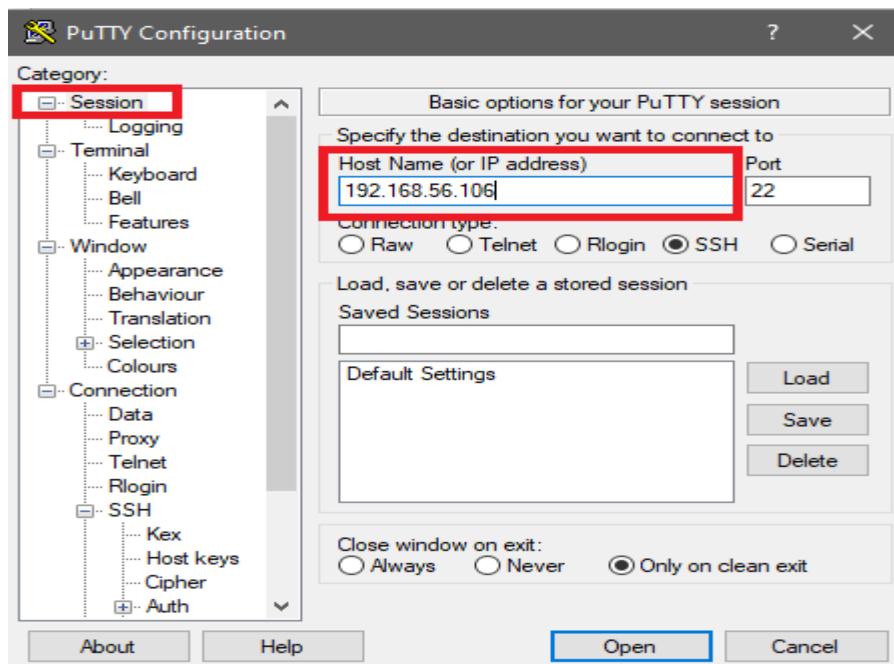 PuTTY Configuration ? ×
Category:
Session
Logging
Terminal
Keyboard
Bell
Features
Window
Appearance
Behaviour
Translation
Selection
Colours
Connection
Data
Proxy
Telnet
Rlogin
SSH
Kex
Host keys
Cipher
Auth
Basic options for your PuTTY session
Specify the destination you want to connect to
Host Name (or IP address) Port
192.168.56.106 22
Connection type:
Raw Telnet Rlogin SSH Serial
Load, save or delete a stored session
Saved Sessions
Default Settings
Load
Save
Delete
Close window on exit:
Always Never Only on clean exit
About Help Open Cancel